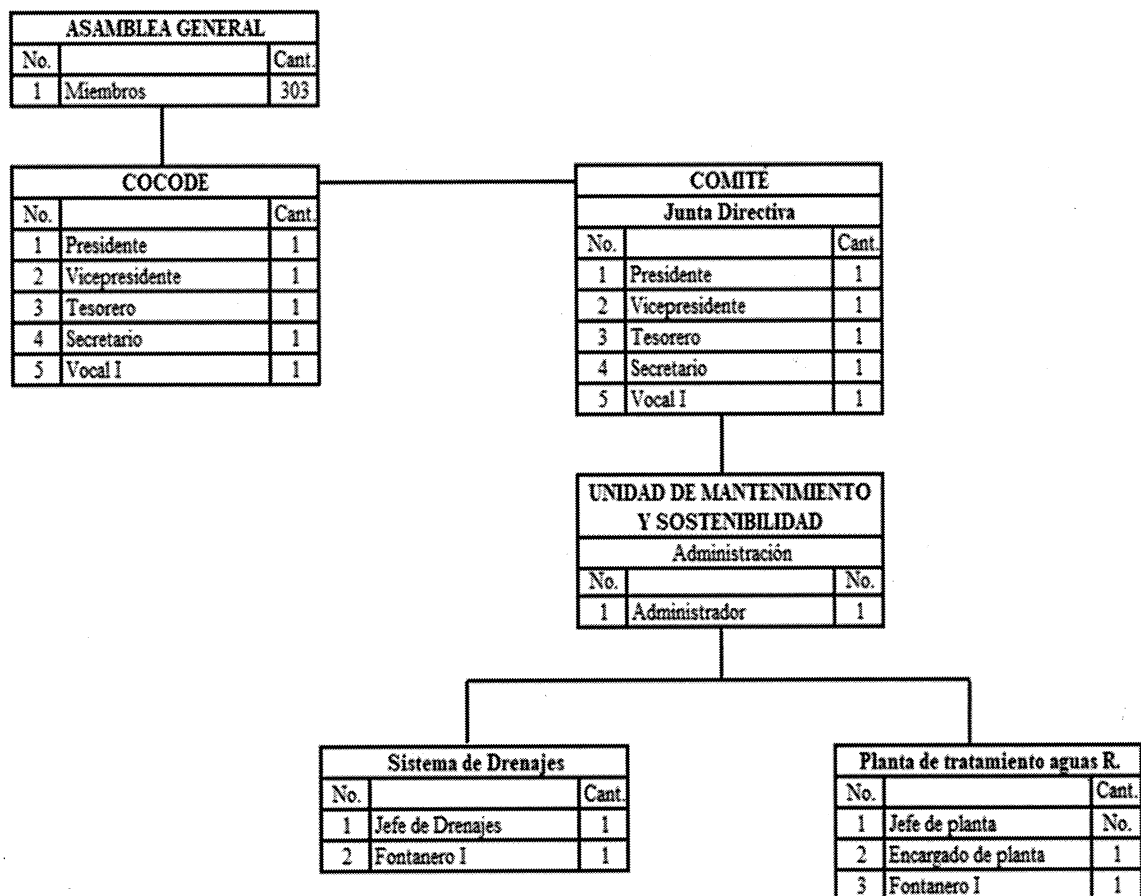 ASAMBLEA GENERAL
No. Cant.
1 Miembros 303
COCODE
No. Cant.
1 Presidente 1
2 Vicepresidente 1
3 Tesorero 1
4 Secretario 1
5 Vocal I 1
COMITÉ
Junta Directiva
No. Cant.
1 Presidente 1
2 Vicepresidente 1
3 Tesorero 1
4 Secretario 1
5 Vocal I 1
UNIDAD DE MANTENIMIENTO
Y SOSTENIBILIDAD
Administración
No. No.
1 Administrador 1
Sistema de Drenajes
No. Cant.
1 Jefe de Drenajes 1
2 Fontanero I 1
Planta de tratamiento aguas R.
No. Cant.
1 Jefe de planta No.
2 Encargado de planta 1
3 Fontanero I 1